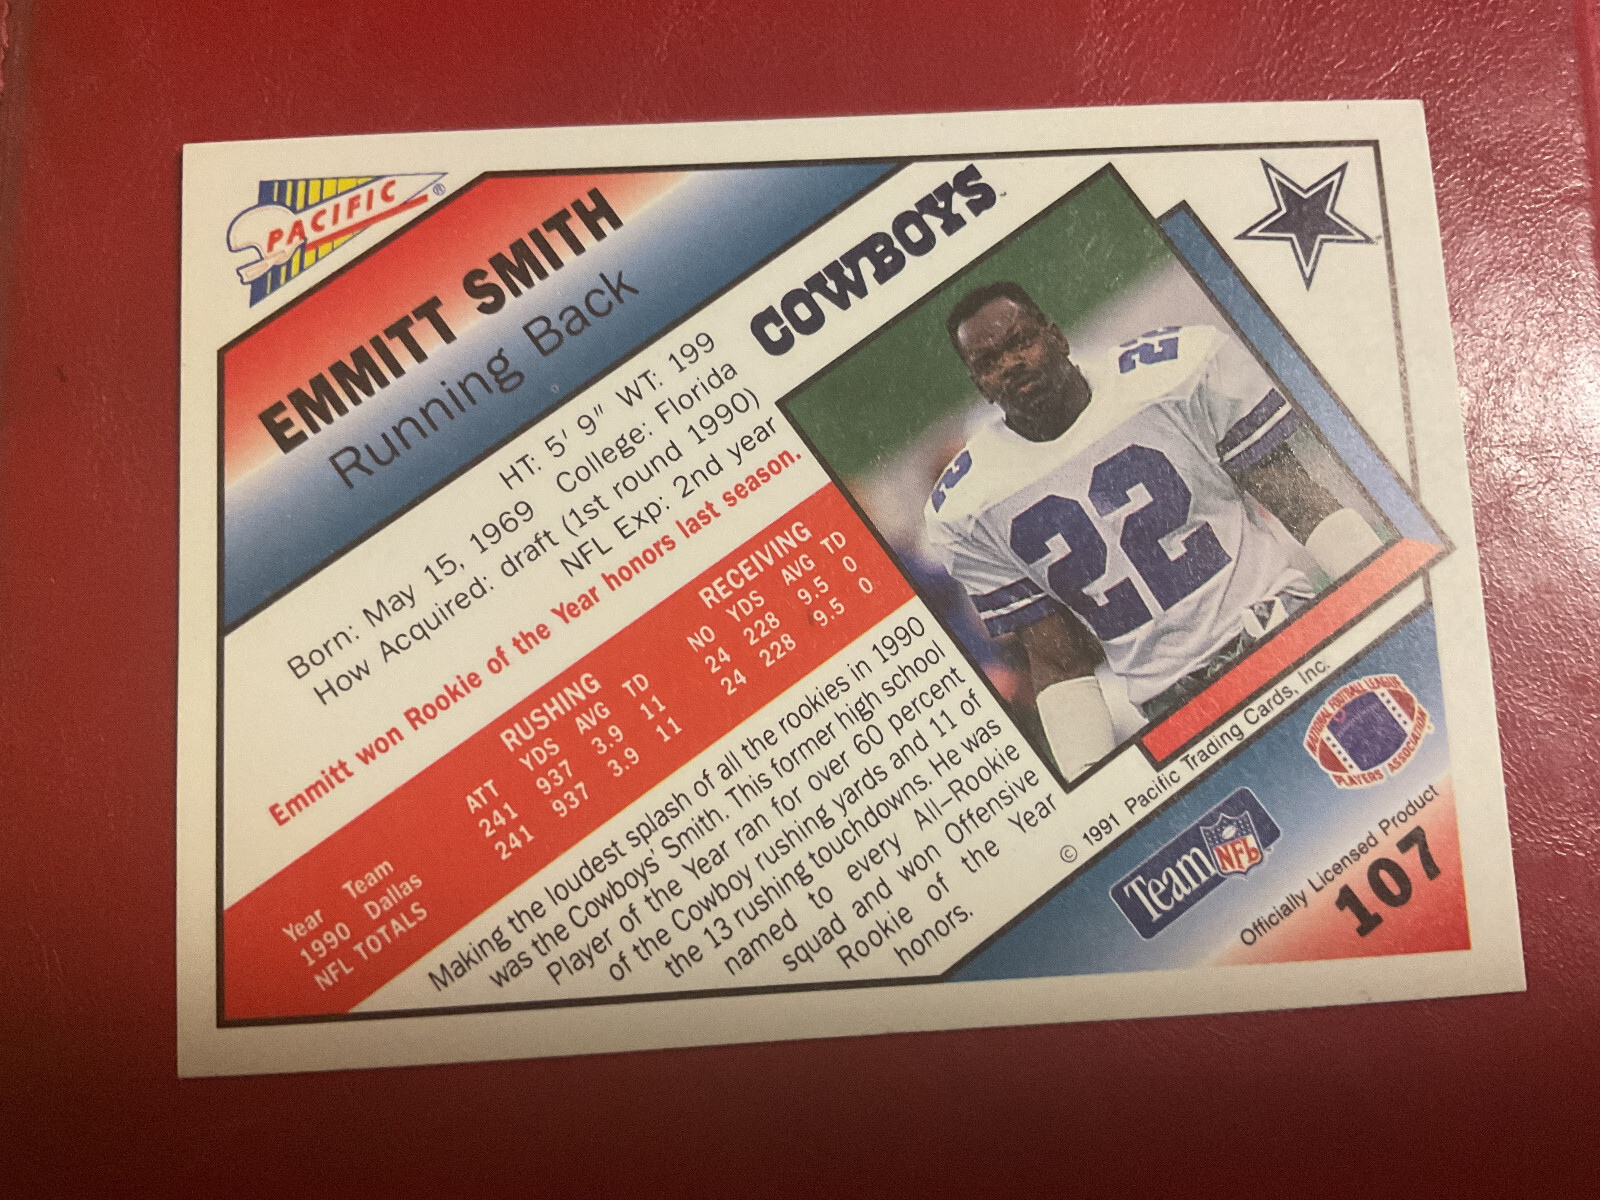 PACIFIC®
EMMITT SMITH
Running Back
COWBOYS
HT: 5' 9" WT: 199
Born: May 15, 1969 College: Florida
How Acquired: draft (1st round 1990)
NFL Exp: 2nd year
Emmitt won Rookie of the Year honors last season.
RUSHING RECEIVING
Year Team ATT YDS AVG TD NO YDS AVG TD
1990 Dallas 241 937 3.9 11 24 228 9.5 0
NFL TOTALS 241 937 3.9 11 24 228 9.5 0
Making the loudest splash of all the rookies in 1990
was the Cowboys' Smith. This former high school
Player of the Year ran for over 60 percent
of the Cowboy rushing yards and 11 of
the 13 rushing touchdowns. He was
named to every All-Rookie
squad and won Offensive
Rookie of the Year
honors.
22
22
22
© 1991 Pacific Trading Cards, Inc.
NATIONAL FOOTBALL LEAGUE
PLAYERS ASSOCIATION
Team NFL
Officially Licensed Product
107